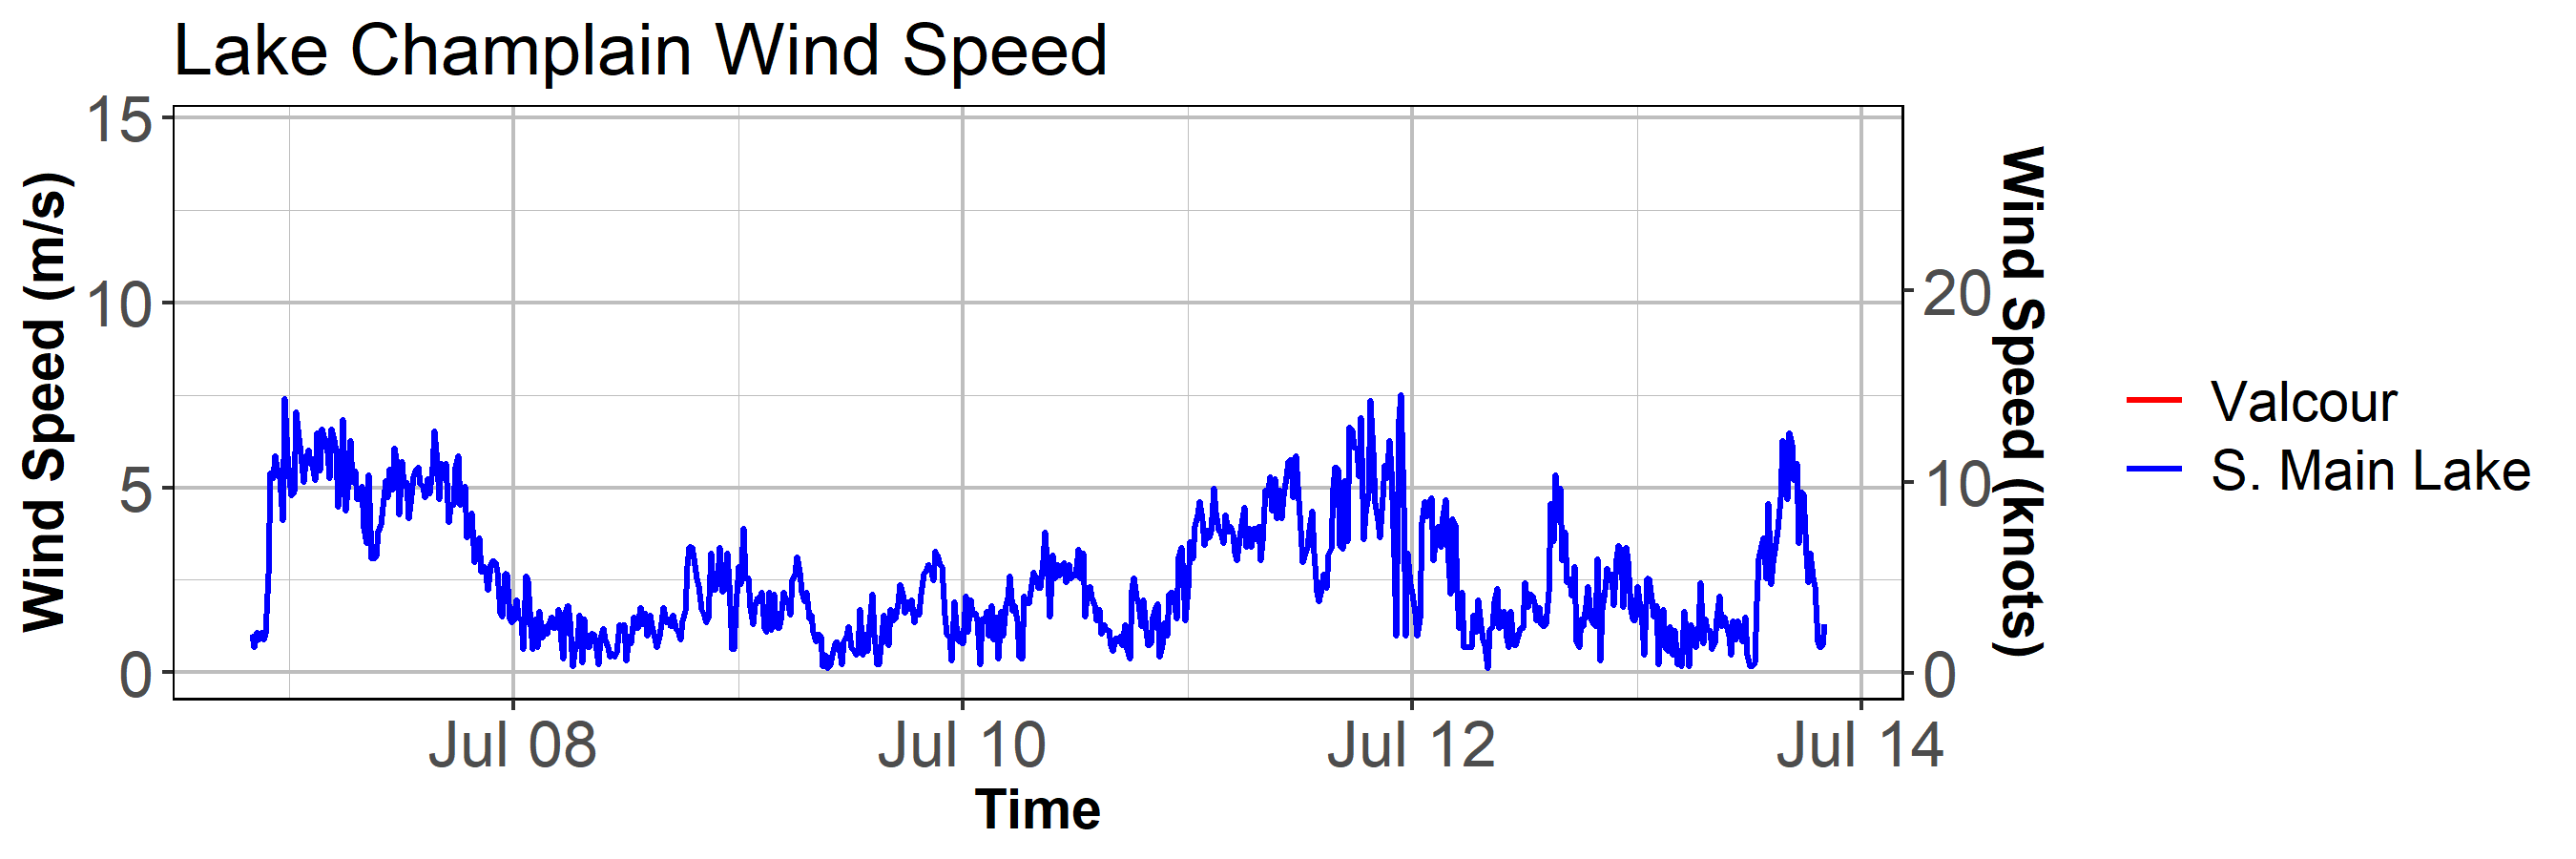 Lake Champlain Wind Speed
Wind Speed (m/s)
15
10
5
0
20
10
0
Wind Speed (knots)
Jul 08
Jul 10
Jul 12
Jul 14
Time
Valcour
S. Main Lake